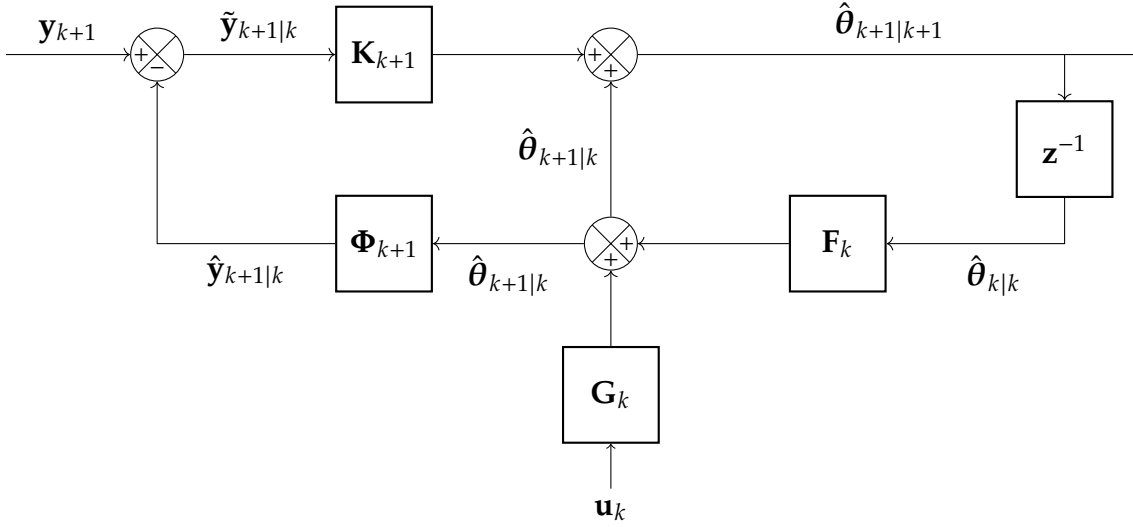 y_{k+1} ỹ_{k+1|k} K_{k+1} θ̂_{k+1|k+1}
+ − + +
z^{−1}
θ̂_{k+1|k}
Φ_{k+1} + + F_k
ŷ_{k+1|k} θ̂_{k+1|k} θ̂_{k|k}
G_k
u_k